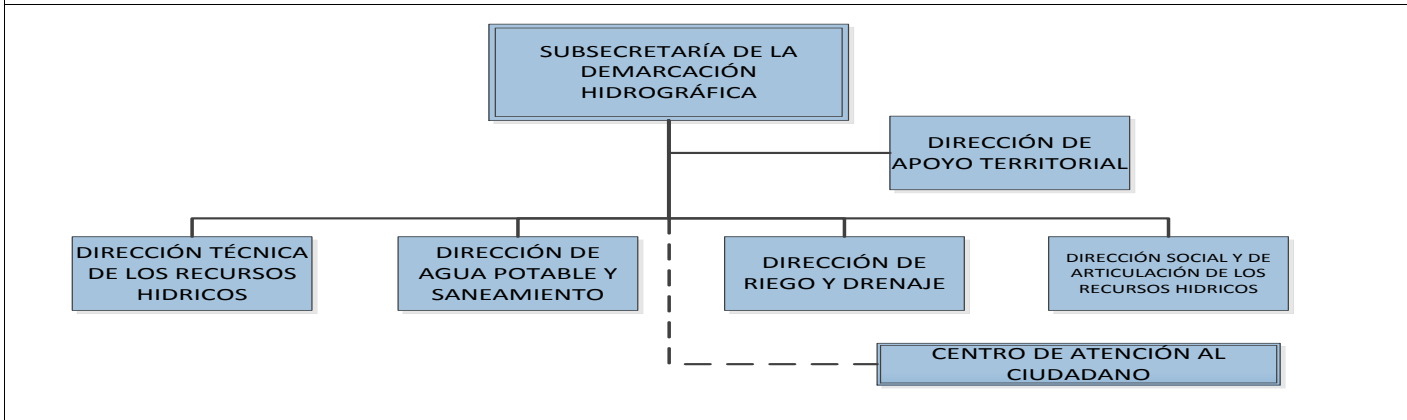 SUBSECRETARÍA DE LA
DEMARCACIÓN
HIDROGRÁFICA
DIRECCIÓN DE
APOYO TERRITORIAL
DIRECCIÓN TÉCNICA
DE LOS RECURSOS
HIDRICOS
DIRECCIÓN DE
AGUA POTABLE Y
SANEAMIENTO
DIRECCIÓN DE
RIEGO Y DRENAJE
DIRECCIÓN SOCIAL Y DE
ARTICULACIÓN DE LOS
RECURSOS HIDRICOS
CENTRO DE ATENCIÓN AL
CIUDADANO